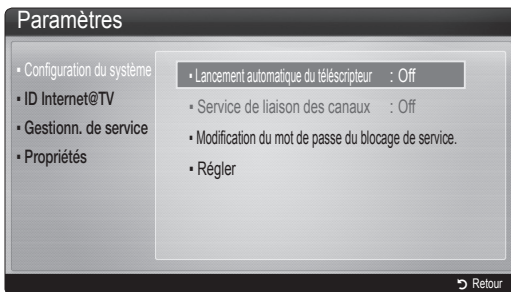 Paramètres
▪ Configuration du système
▪ ID Internet@TV
▪ Gestionn. de service
▪ Propriétés
▪ Lancement automatique du téléscripteur : Off
▪ Service de liaison des canaux : Off
▪ Modification du mot de passe du blocage de service.
▪ Régler
Retour